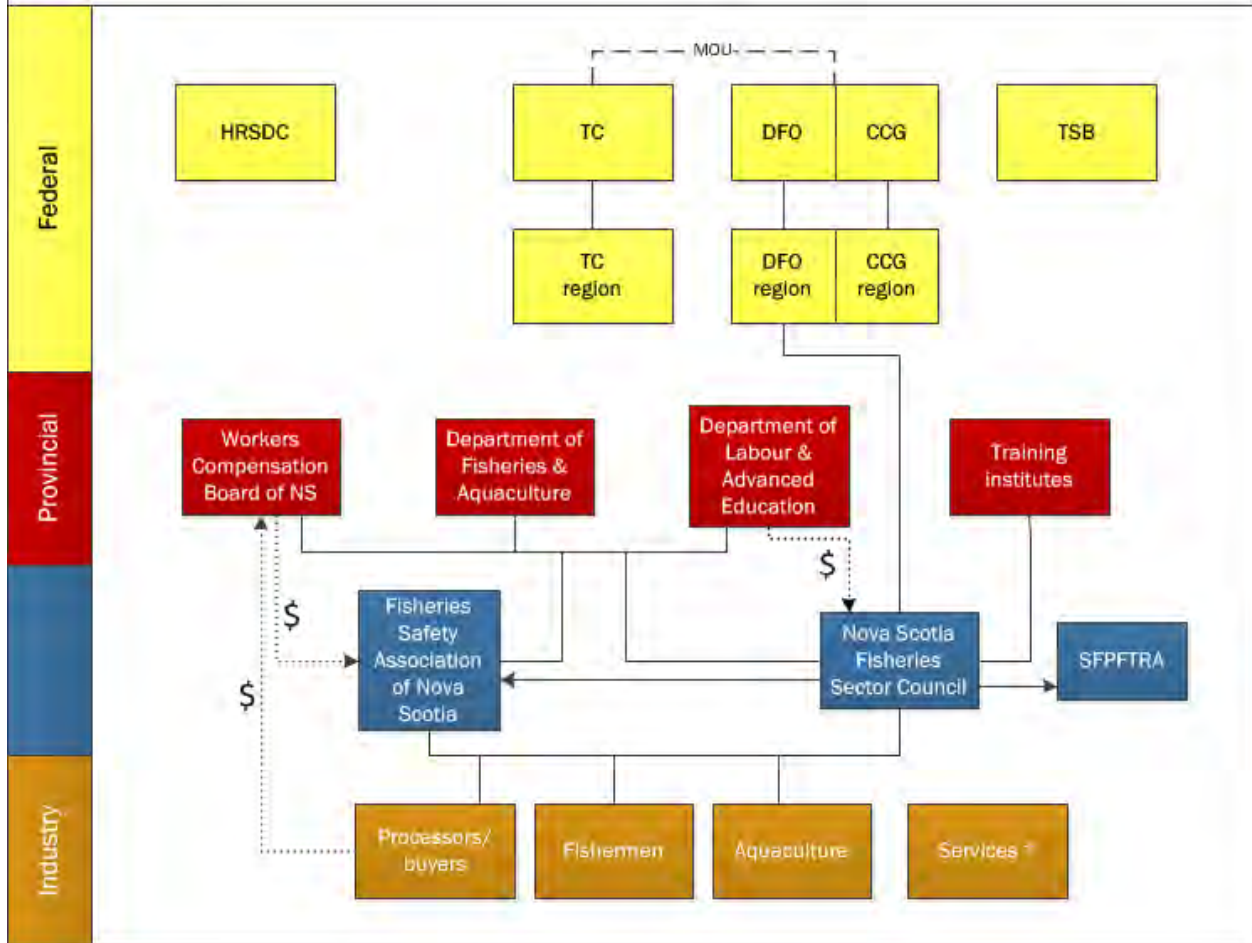 MOU
HRSDC
TC
DFO
CCG
TSB
Federal
TC
region
DFO
region
CCG
region
Provincial
Workers
Compensation
Board of NS
Department of
Fisheries &
Aquaculture
Department of
Labour &
Advanced
Education
Training
institutes
$
$
$
Fisheries
Safety
Association
of Nova
Scotia
Nova Scotia
Fisheries
Sector Council
SFPFTRA
Industry
Processors/
buyers
Fishermen
Aquaculture
Services